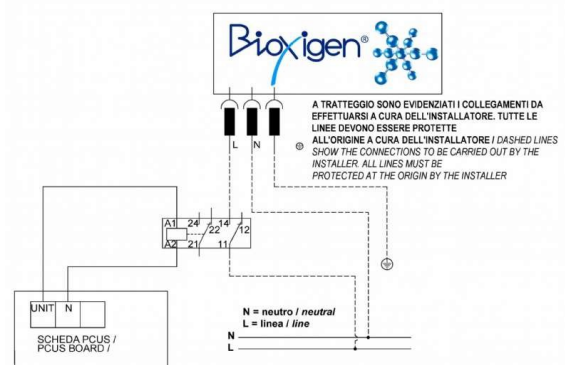 Bioxigen®
A TRATTEGGIO SONO EVIDENZIATI I COLLEGAMENTI DA
EFFETTUARSI A CURA DELL'INSTALLATORE. TUTTE LE
LINEE DEVONO ESSERE PROTETTE
ALL'ORIGINE A CURA DELL'INSTALLATORE / DASHED LINES
SHOW THE CONNECTIONS TO BE CARRIED OUT BY THE
INSTALLER. ALL LINES MUST BE
PROTECTED AT THE ORIGIN BY THE INSTALLER
L N
A1 24 14
22 12
A2 21 11
UNIT N
SCHEDA PCUS /
PCUS BOARD /
N = neutro / neutral
L = linea / line
N
L